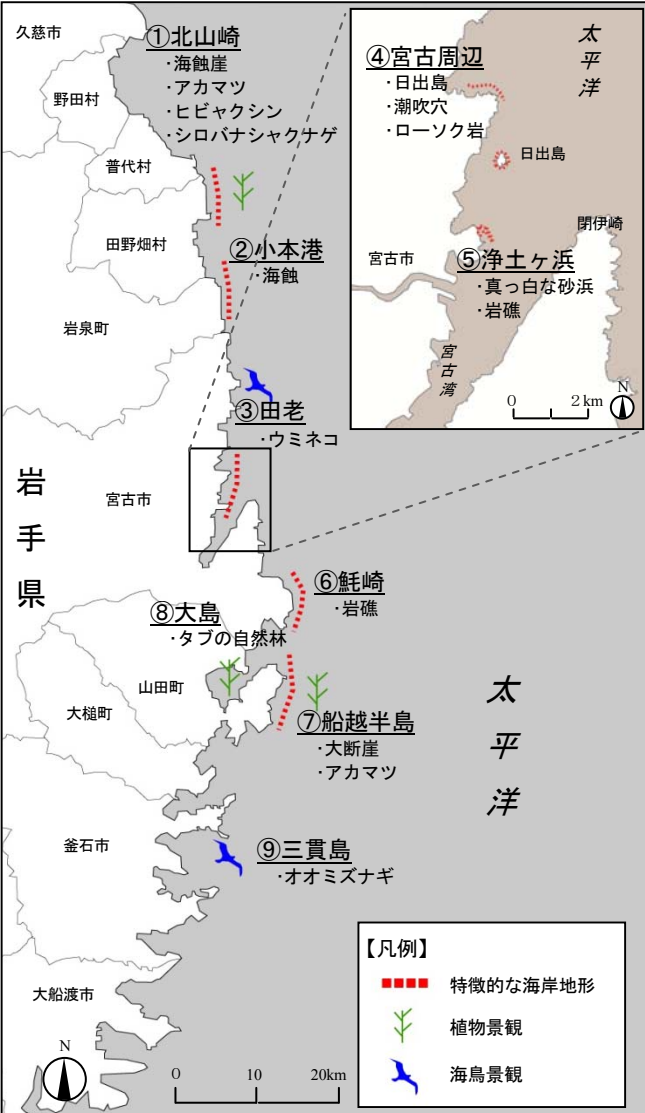 久慈市
①北山崎
・海蝕崖
・アカマツ
・ヒビャクシン
・シロバナシャクナゲ
野田村
普代村
田野畑村
②小本港
・海蝕
岩泉町
③田老
・ウミネコ
宮古市
岩手県
⑥魹崎
・岩礁
⑧大島
・タブの自然林
山田町
大槌町
⑦船越半島
・大断崖
・アカマツ
太平洋
釜石市
⑨三貫島
・オオミズナギ
大船渡市
N
0 10 20km
④宮古周辺
・日出島
・潮吹穴
・ローソク岩
太平洋
日出島
閉伊崎
宮古市
⑤浄土ヶ浜
・真っ白な砂浜
・岩礁
宮古湾
0 2km
N
【凡例】
特徴的な海岸地形
植物景観
海鳥景観